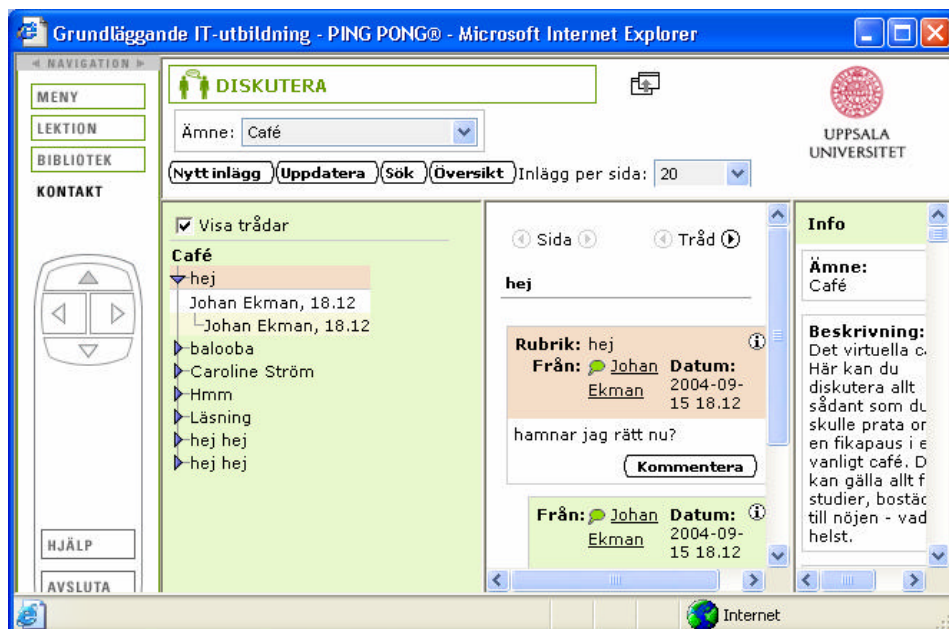 Grundläggande IT-utbildning - PING PONG® - Microsoft Internet Explorer
NAVIGATION
MENY
LEKTION
BIBLIOTEK
KONTAKT
HJÄLP
AVSLUTA
DISKUTERA
Ämne: Café
Nytt inlägg Uppdatera Sök Översikt Inlägg per sida: 20
UPPSALA
UNIVERSITET
Visa trådar
Café
hej
Johan Ekman, 18.12
Johan Ekman, 18.12
balooba
Caroline Ström
Hmm
Läsning
hej hej
hej hej
Sida Tråd
hej
Rubrik: hej
Från: Johan Ekman
Datum: 2004-09-
15 18.12
hamnar jag rätt nu?
Kommentera
Från: Johan Ekman
Datum: 2004-09-
15 18.12
Info
Ämne:
Café
Beskrivning:
Det virtuella
Här kan du
diskutera allt
sådant som du
skulle prata
en fikapaus i
vanligt café.
kan gälla allt
studier,
till nöjen - vad
helst.
Internet